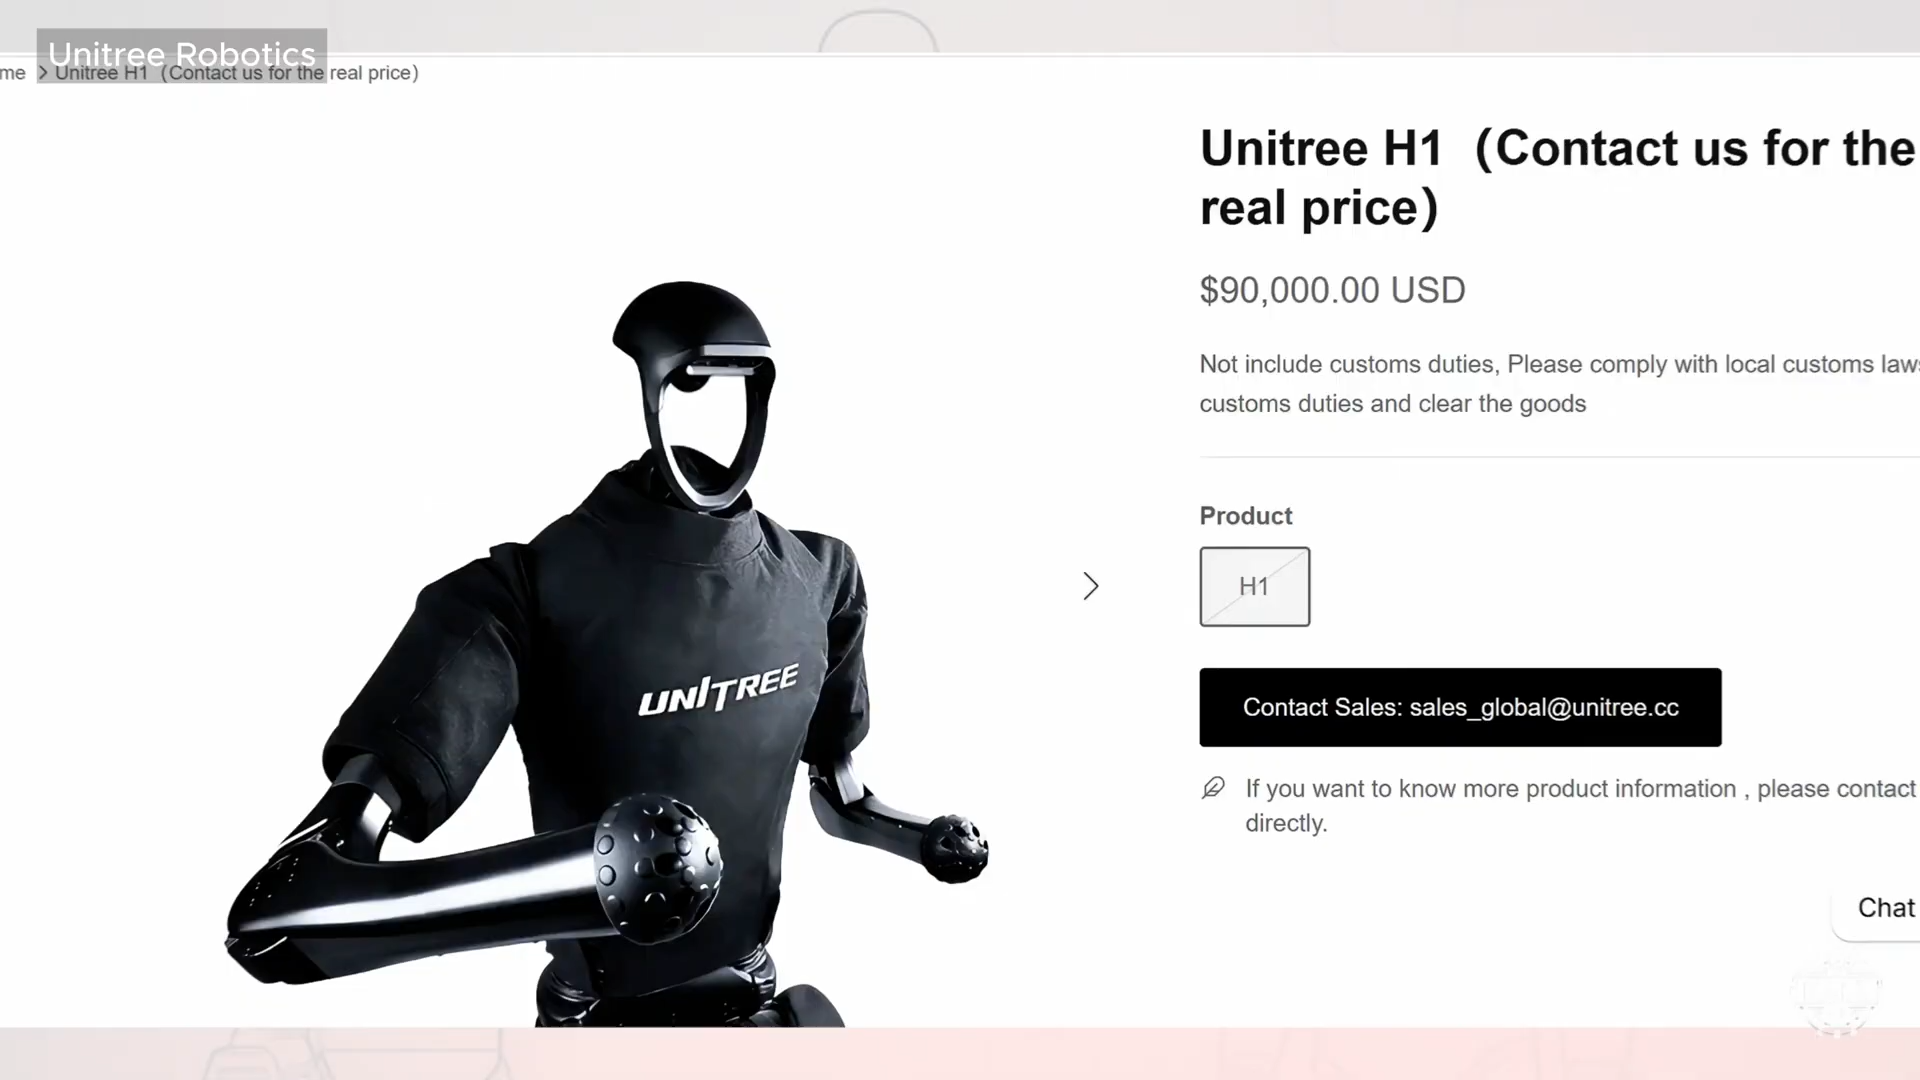 Unitree Robotics
me > Unitree H1（Contact us for the real price）
Unitree H1（Contact us for the
real price）
$90,000.00 USD
Not include customs duties, Please comply with local customs laws
customs duties and clear the goods
Product
H1
UNITREE
Contact Sales: sales_global@unitree.cc
If you want to know more product information , please contact
directly.
Chat